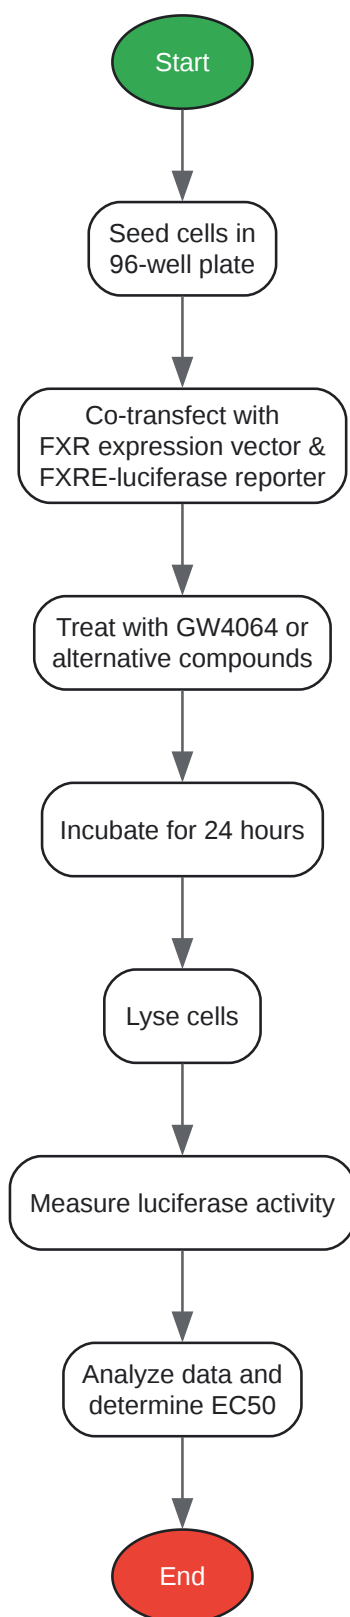 Start
Seed cells in
96-well plate
Co-transfect with
FXR expression vector &
FXRE-luciferase reporter
Treat with GW4064 or
alternative compounds
Incubate for 24 hours
Lyse cells
Measure luciferase activity
Analyze data and
determine EC50
End